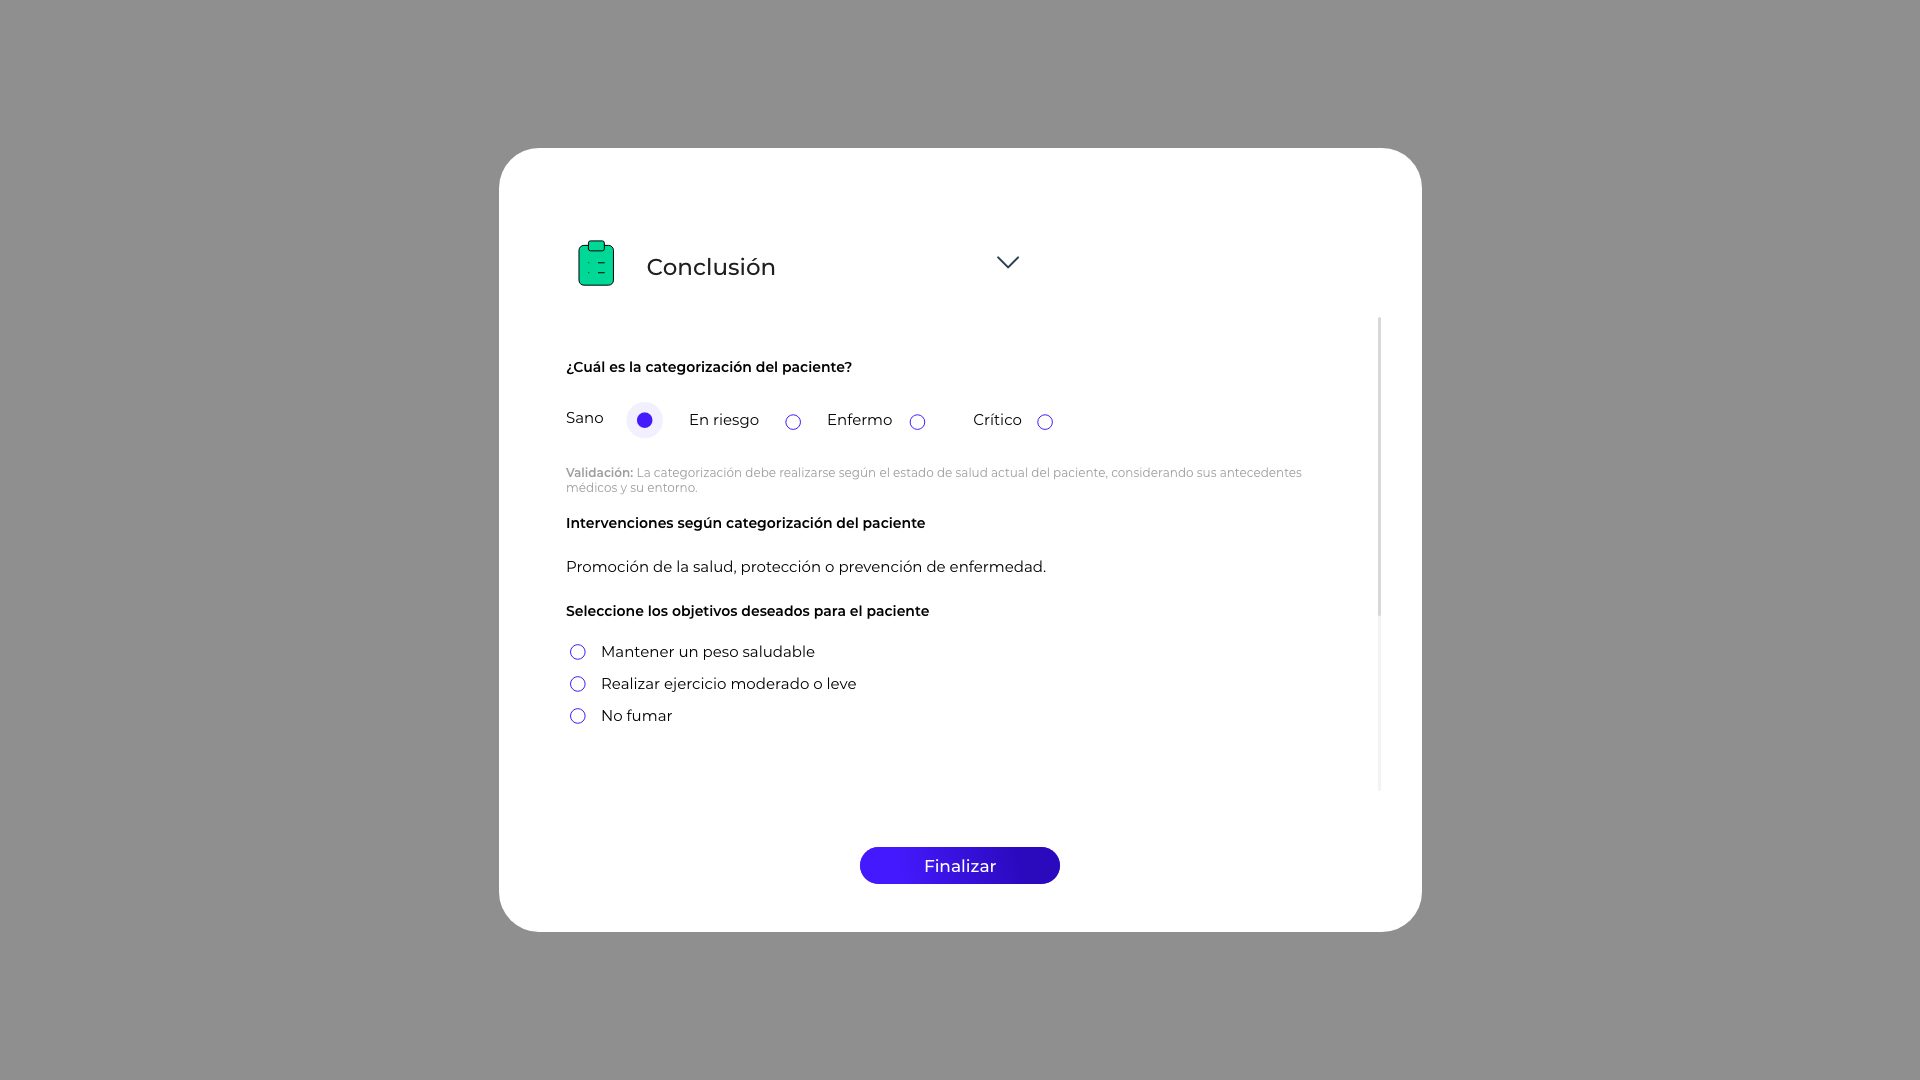 Conclusión
¿Cuál es la categorización del paciente?
Sano En riesgo Enfermo Crítico
Validación: La categorización debe realizarse según el estado de salud actual del paciente, considerando sus antecedentes
médicos y su entorno.
Intervenciones según categorización del paciente
Promoción de la salud, protección o prevención de enfermedad.
Seleccione los objetivos deseados para el paciente
Mantener un peso saludable
Realizar ejercicio moderado o leve
No fumar
Finalizar